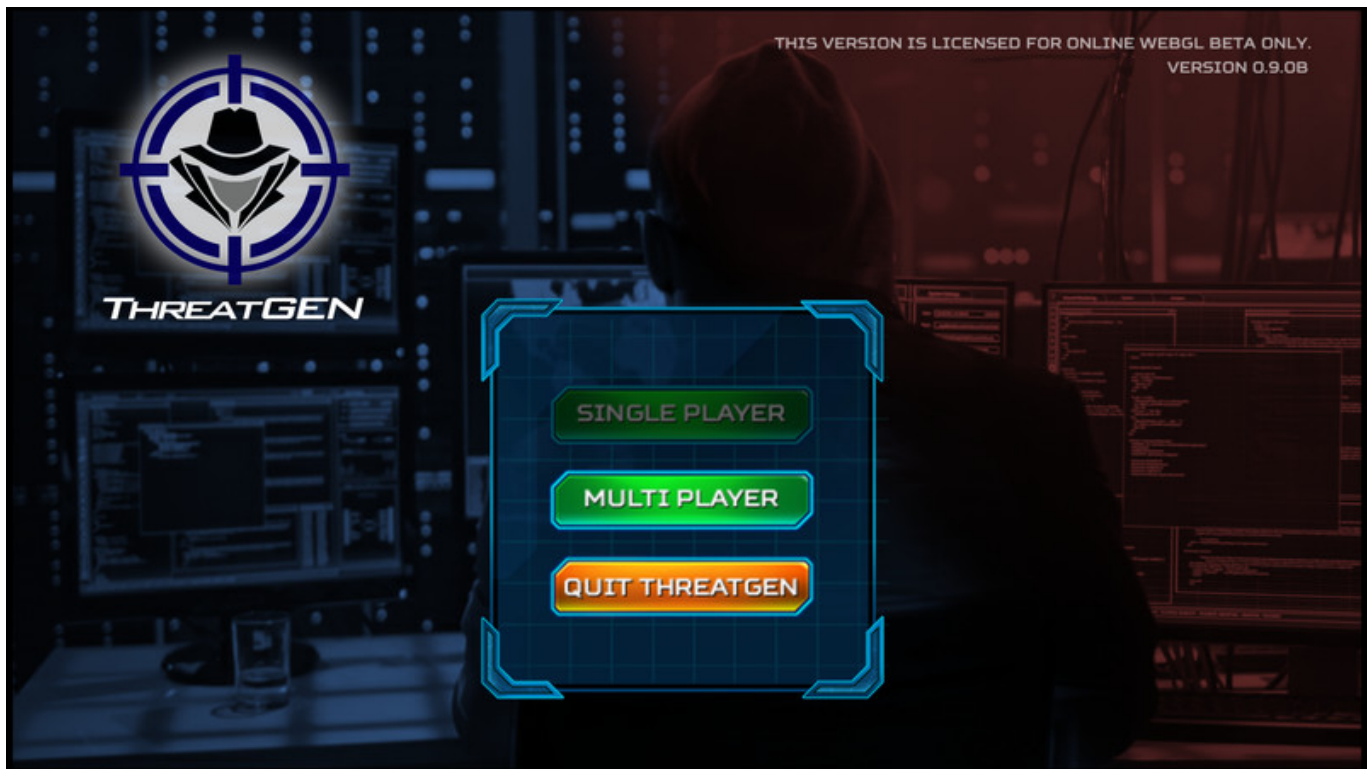 THIS VERSION IS LICENSED FOR ONLINE WEBGL BETA ONLY.
VERSION 0.9.0B
THREATGEN
SINGLE PLAYER
MULTI PLAYER
QUIT THREATGEN